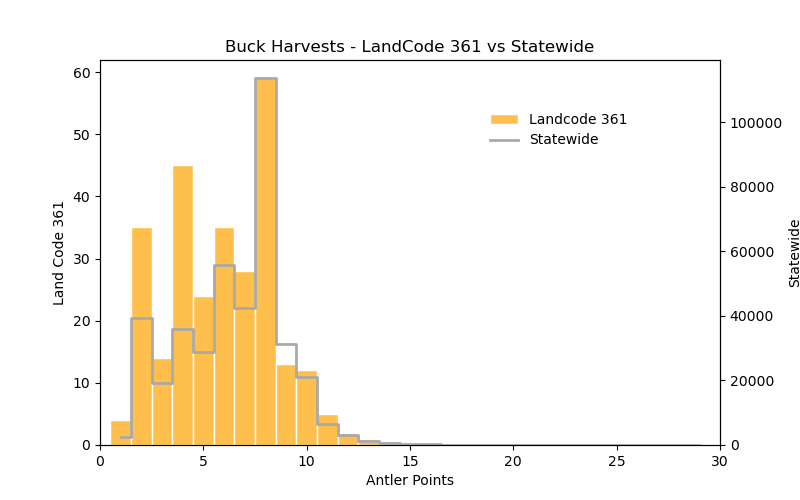 Buck Harvests - LandCode 361 vs Statewide
Landcode 361
Statewide
Land Code 361
60
50
40
30
20
10
0
100000
80000
60000
40000
20000
0
Statewide
0 5 10 15 20 25 30
Antler Points